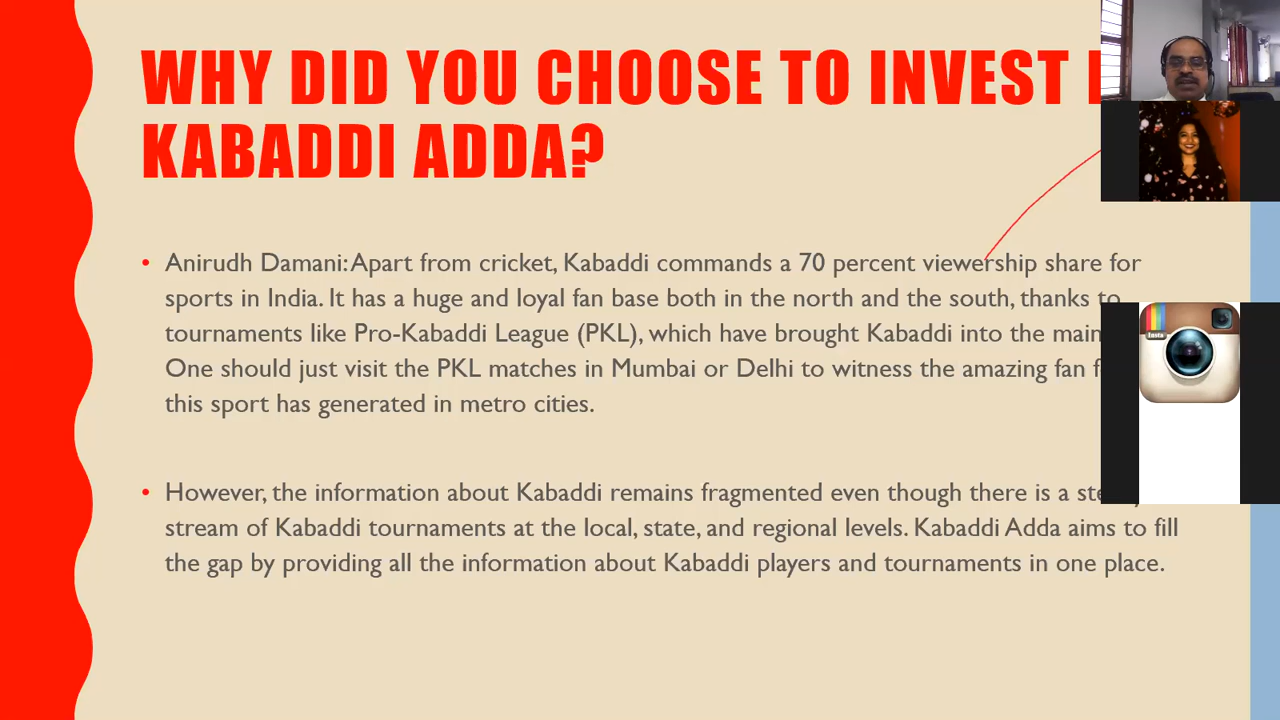 WHY DID YOU CHOOSE TO INVEST
KABADDI ADDA?
• Anirudh Damani: Apart from cricket, Kabaddi commands a 70 percent viewership share for
sports in India. It has a huge and loyal fan base both in the north and the south, thanks to
tournaments like Pro-Kabaddi League (PKL), which have brought Kabaddi into the main
One should just visit the PKL matches in Mumbai or Delhi to witness the amazing fan
this sport has generated in metro cities.
• However, the information about Kabaddi remains fragmented even though there is a
stream of Kabaddi tournaments at the local, state, and regional levels. Kabaddi Adda aims to fill
the gap by providing all the information about Kabaddi players and tournaments in one place.
Insta